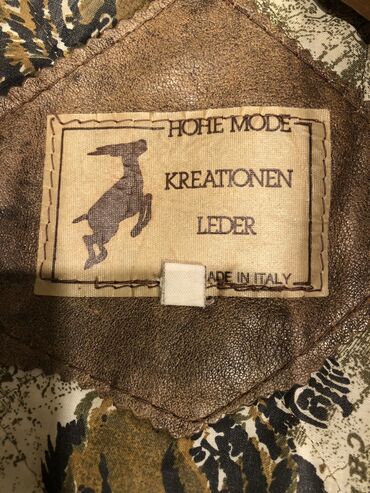 HOHE MODE
KREATIONEN
LEDER
ADE IN ITALY